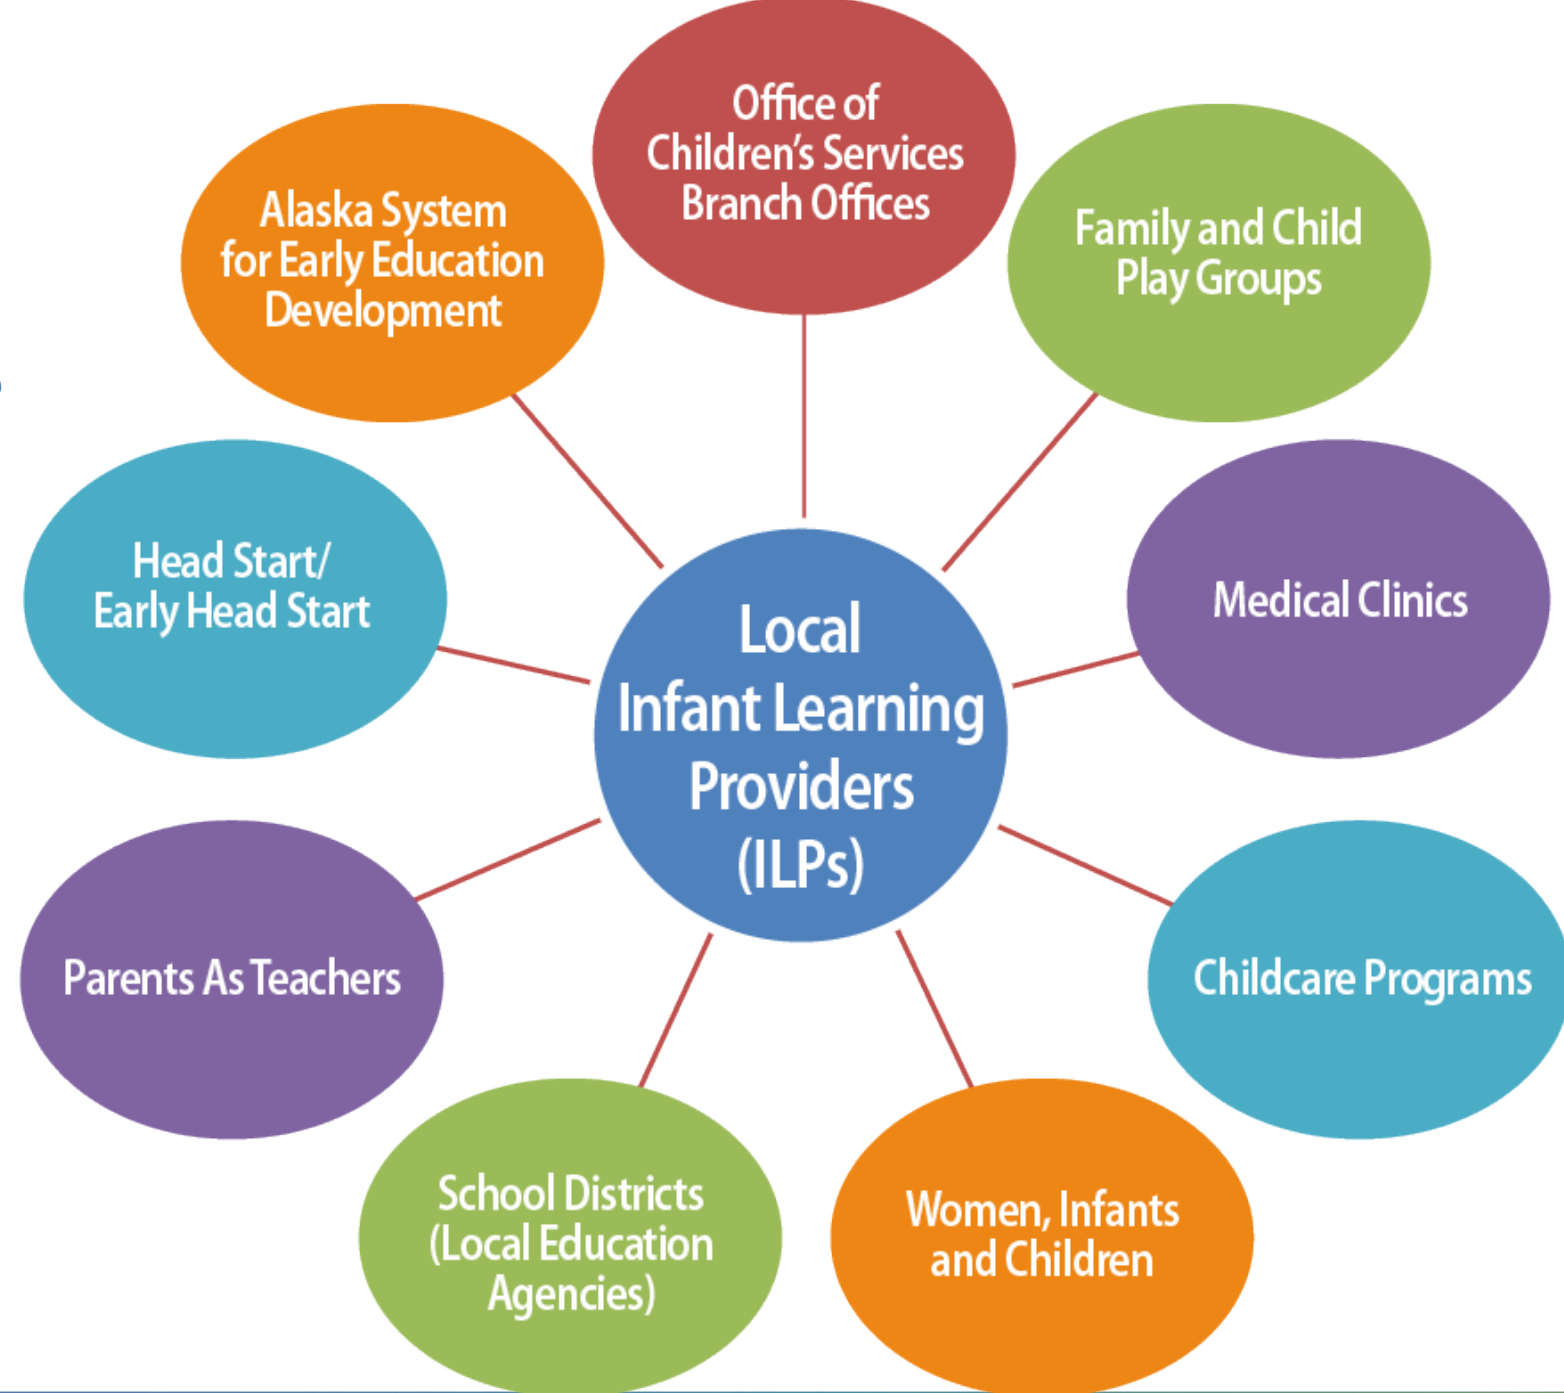 Office of
Children's Services
Branch Offices
Alaska System
for Early Education
Development
Family and Child
Play Groups
Head Start/
Early Head Start
Medical Clinics
Local
Infant Learning
Providers
(ILPs)
Parents As Teachers
Childcare Programs
School Districts
(Local Education
Agencies)
Women, Infants
and Children